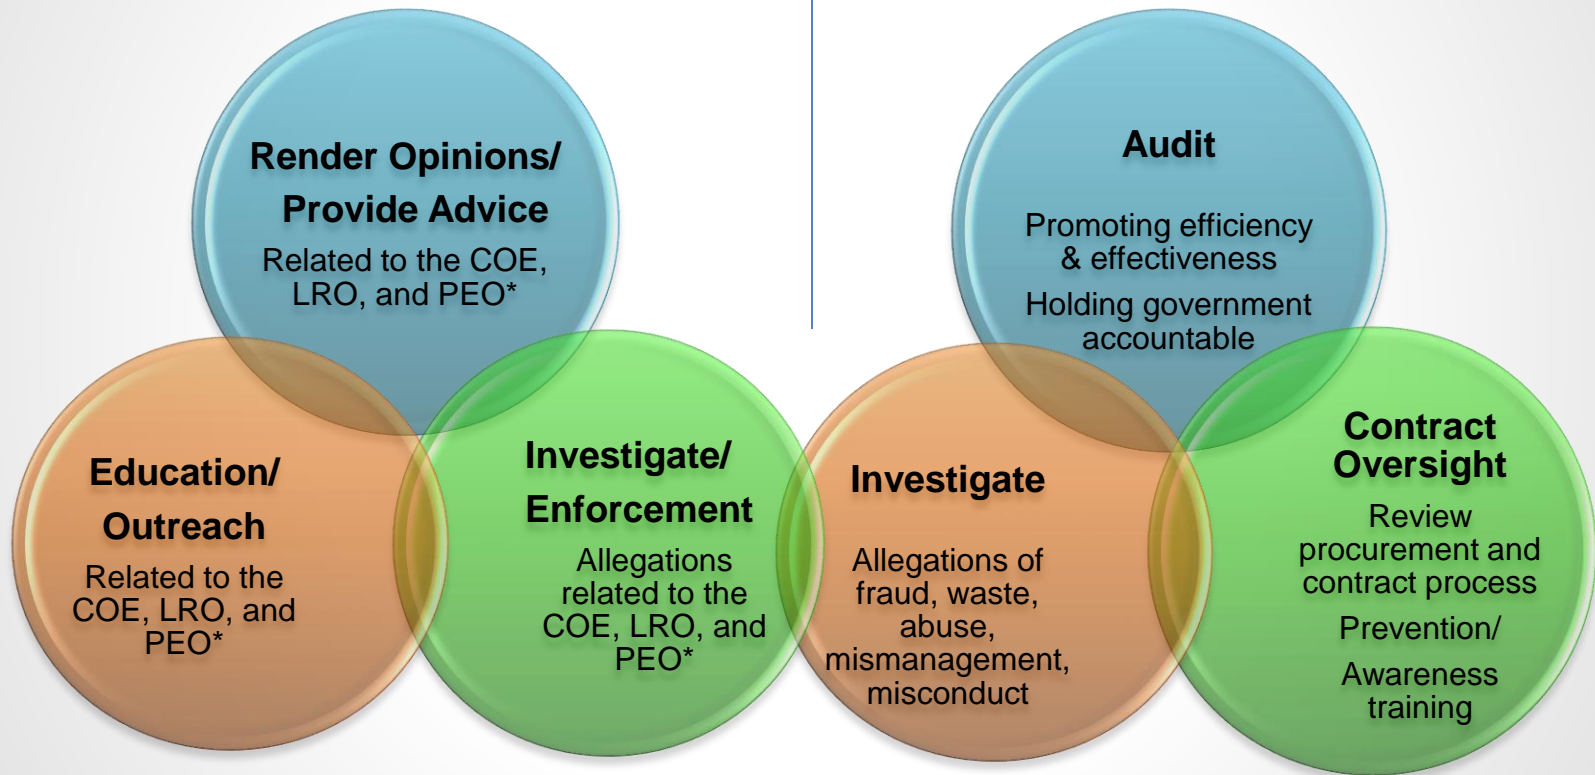 Render Opinions/
Provide Advice
Related to the COE,
LRO, and PEO*
Education/
Outreach
Related to the
COE, LRO, and
PEO*
Investigate/
Enforcement
Allegations
related to the
COE, LRO, and
PEO*
Audit
Promoting efficiency
& effectiveness
Holding government
accountable
Investigate
Allegations of
fraud, waste,
abuse,
mismanagement,
misconduct
Contract
Oversight
Review
procurement and
contract process
Prevention/
Awareness
training